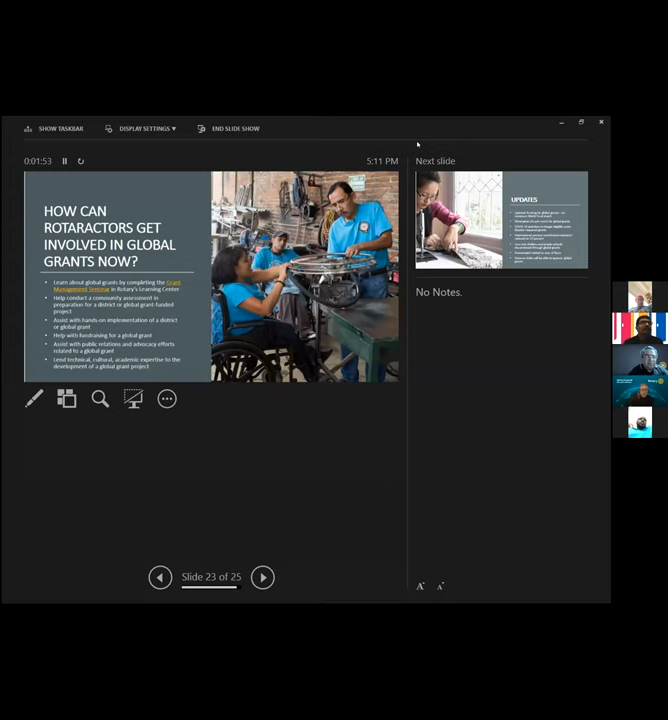 SHOW TASKBAR
DISPLAY SETTINGS ▼
END SLIDE SHOW
0:01:53
5:11 PM
HOW CAN
ROTARACTORS GET
INVOLVED IN GLOBAL
GRANTS NOW?
• Learn about global grants by completing the Grant
Management Seminar in Rotary's Learning Center
• Help conduct a community assessment in
preparation for a district or global grant-funded
project
• Assist with hands-on implementation of a district
or global grant
• Help with fundraising for a global grant
• Assist with public relations and advocacy efforts
related to a global grant
• Lend technical, cultural, academic expertise to the
development of a global grant project
Slide 23 of 25
Next slide
UPDATES
No Notes.
A
A
Rotary